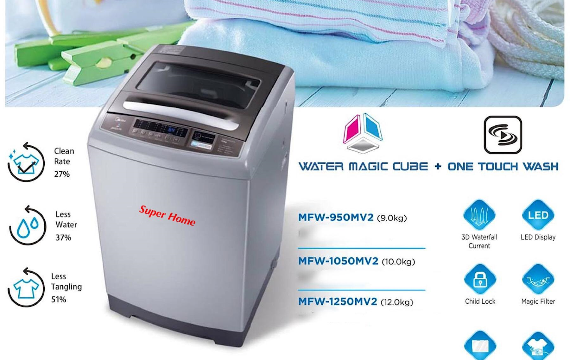 Clean
Rate
27%
Less
Water
37%
Less
Tangling
51%
Super Home
WATER MAGIC CUBE + ONE TOUCH WASH
MFW-950MV2 (9.0kg)
MFW-1050MV2 (10.0kg)
MFW-1250MV2 (12.0kg)
3D Waterfall
Current
LED
LED Display
Child Lock
Magic Filter